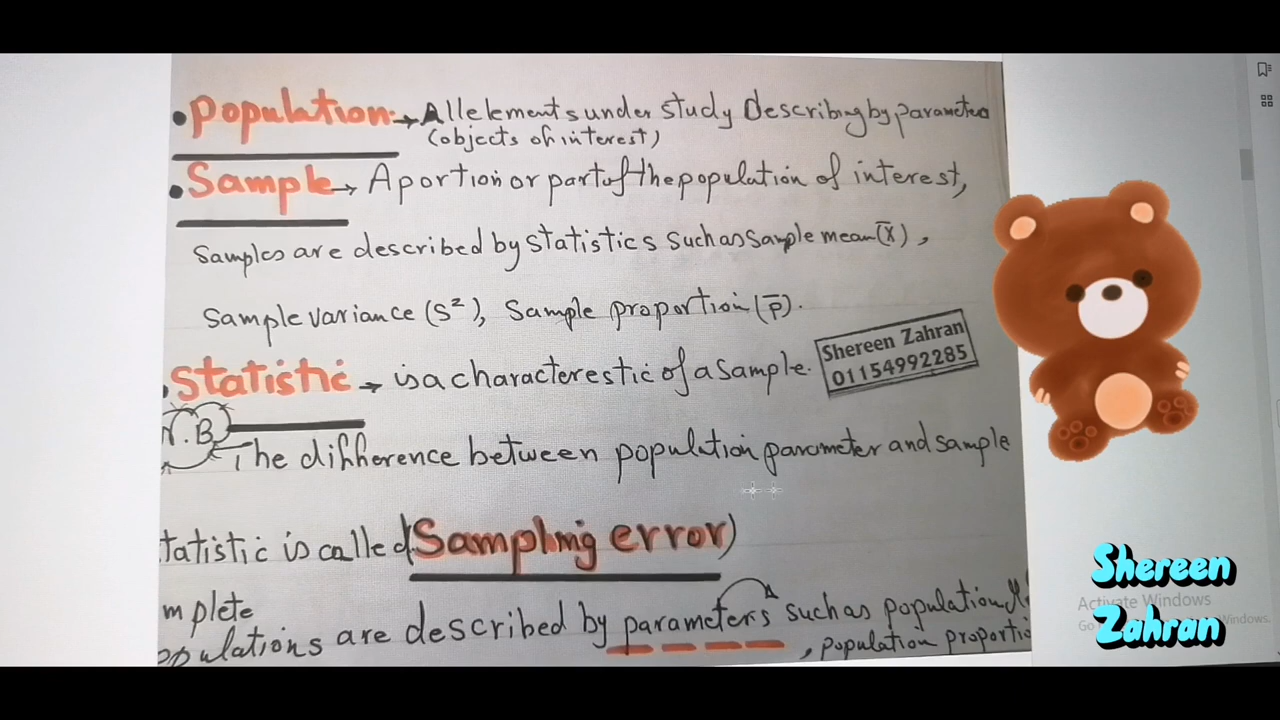 • Population → All elements under study Describing by parameter
(objects of interest)
• Sample → A portion or part of the population of interest,
Samples are described by statistics such as sample mean (x̄),
Sample variance (S²), Sample proportion (p̄).
• Statistic → is a characterestic of a Sample.
Shereen Zahran
01154992285
N.B
The difference between population parameter and sample
tatistic is called (Sampling error)
mplete
opulations are described by parameters such as population
, population proportio
Shereen
Zahran
Activate Windows